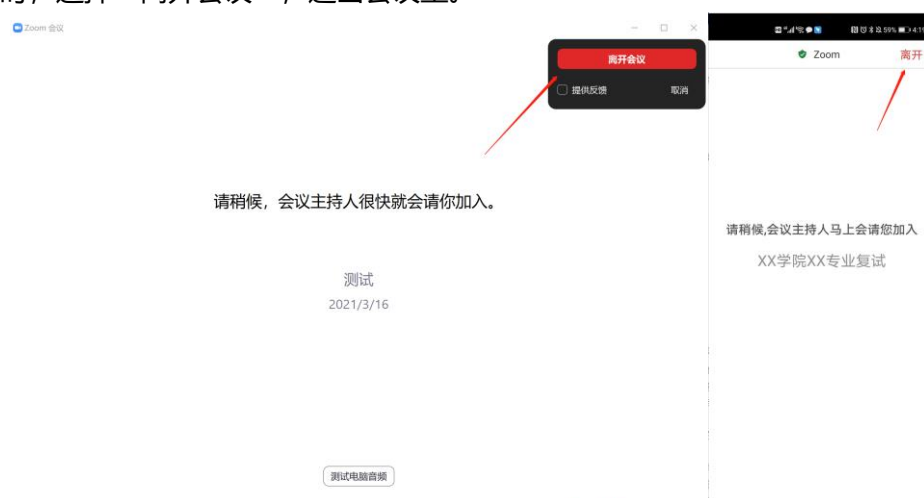 Zoom 会议
离开会议
提供反馈 取消
请稍候，会议主持人很快就会请你加入。
测试
2021/3/16
测试电脑音频
59% 4:19
Zoom 离开
请稍候,会议主持人马上会请您加入
XX学院XX专业复试